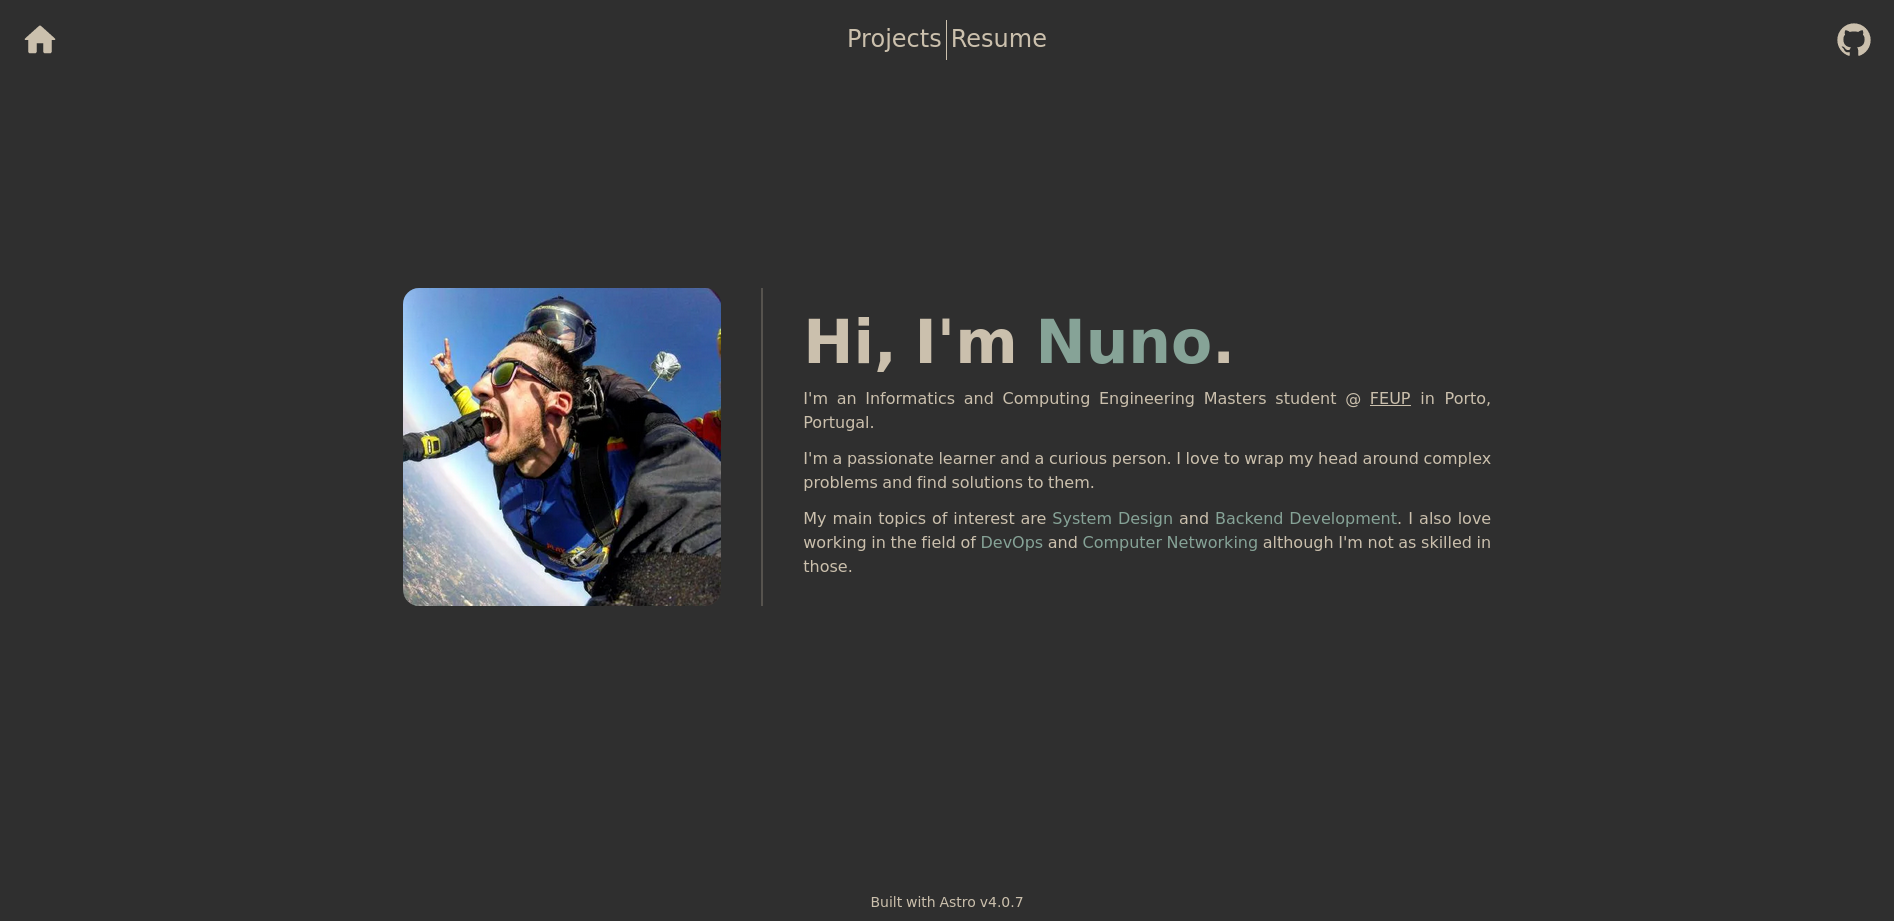 Projects
Resume
Hi, I'm Nuno.
I'm an Informatics and Computing Engineering Masters student @ FEUP in Porto,
Portugal.
I'm a passionate learner and a curious person. I love to wrap my head around complex
problems and find solutions to them.
My main topics of interest are System Design and Backend Development. I also love
working in the field of DevOps and Computer Networking although I'm not as skilled in
those.
Built with Astro v4.0.7